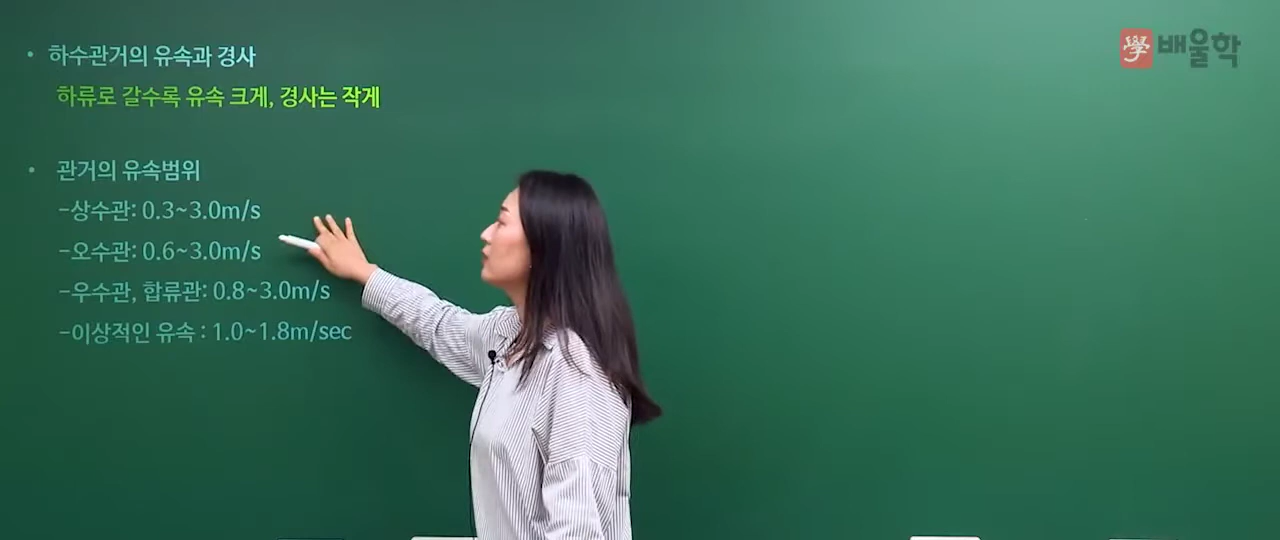 • 하수관거의 유속과 경사
하류로 갈수록 유속 크게, 경사는 작게
• 관거의 유속범위
-상수관: 0.3~3.0m/s
-오수관: 0.6~3.0m/s
-우수관, 합류관: 0.8~3.0m/s
-이상적인 유속 : 1.0~1.8m/sec
學 배울학